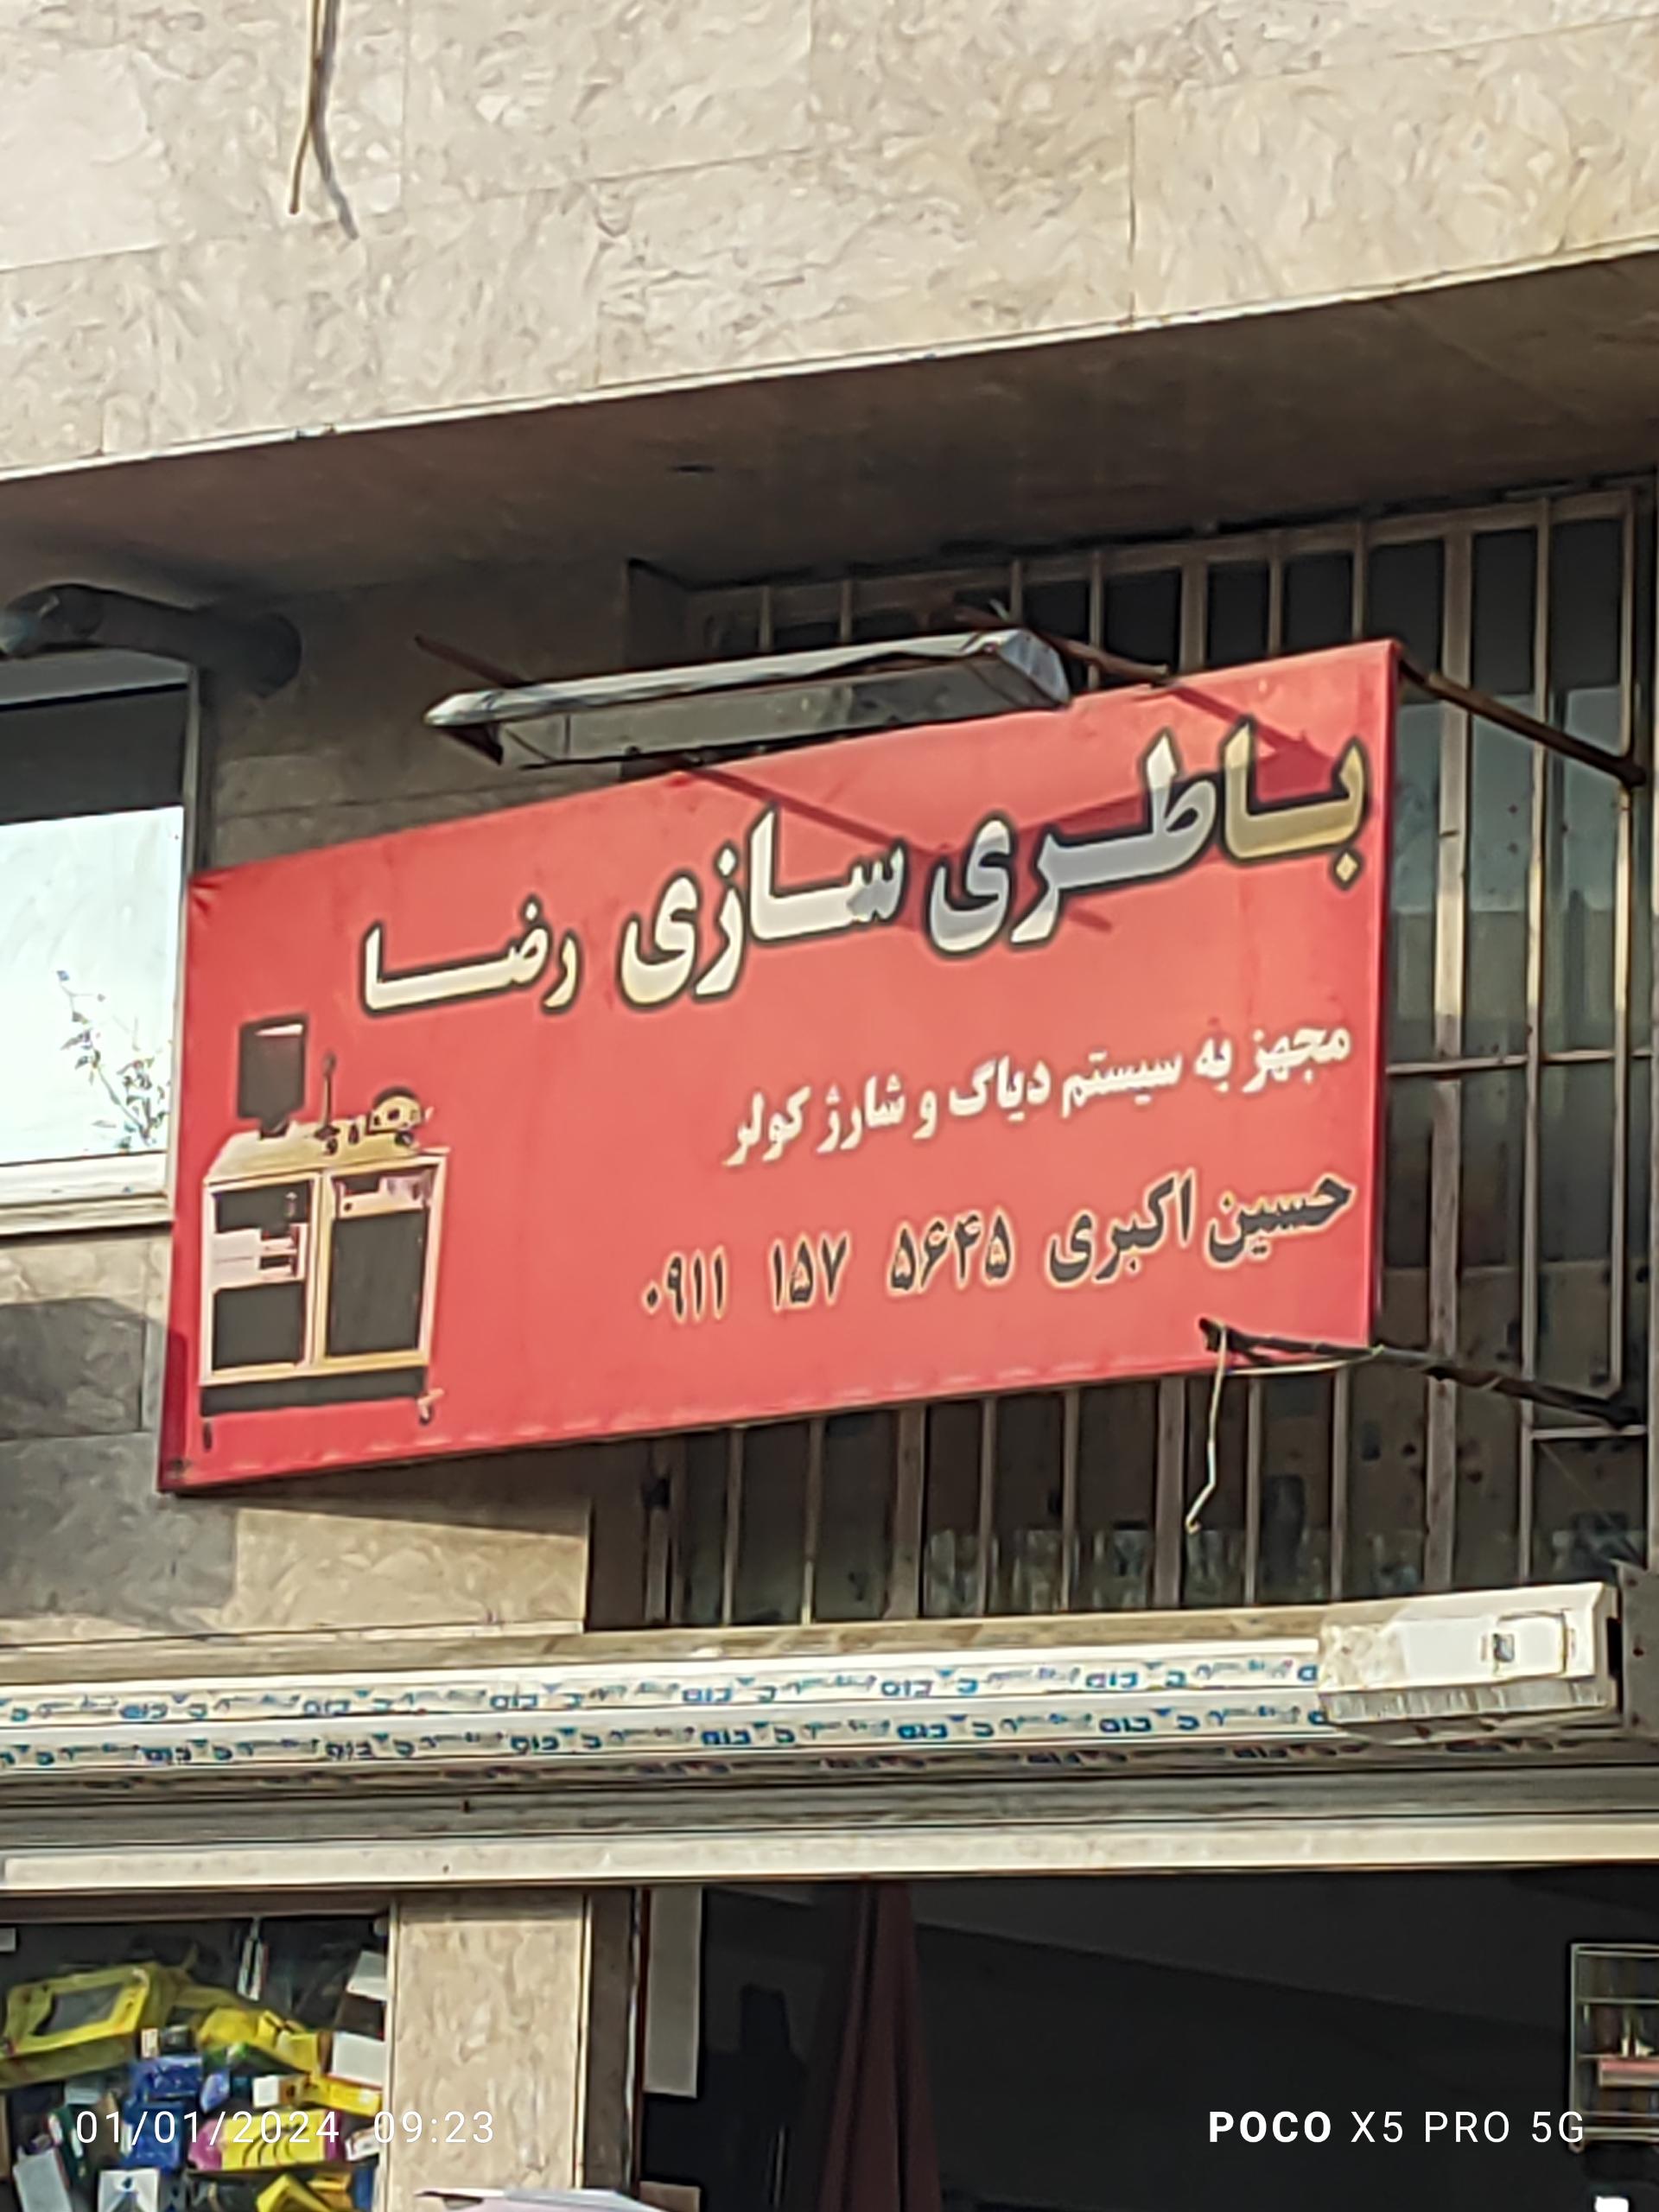 باطری سازی رضا
مجهز به سیستم دیاگ و شارژ کولر
حسین اکبری ۵۶۴۵ ۱۵۷ ۰۹۱۱
01/01/2024 09:23
POCO X5 PRO 5G